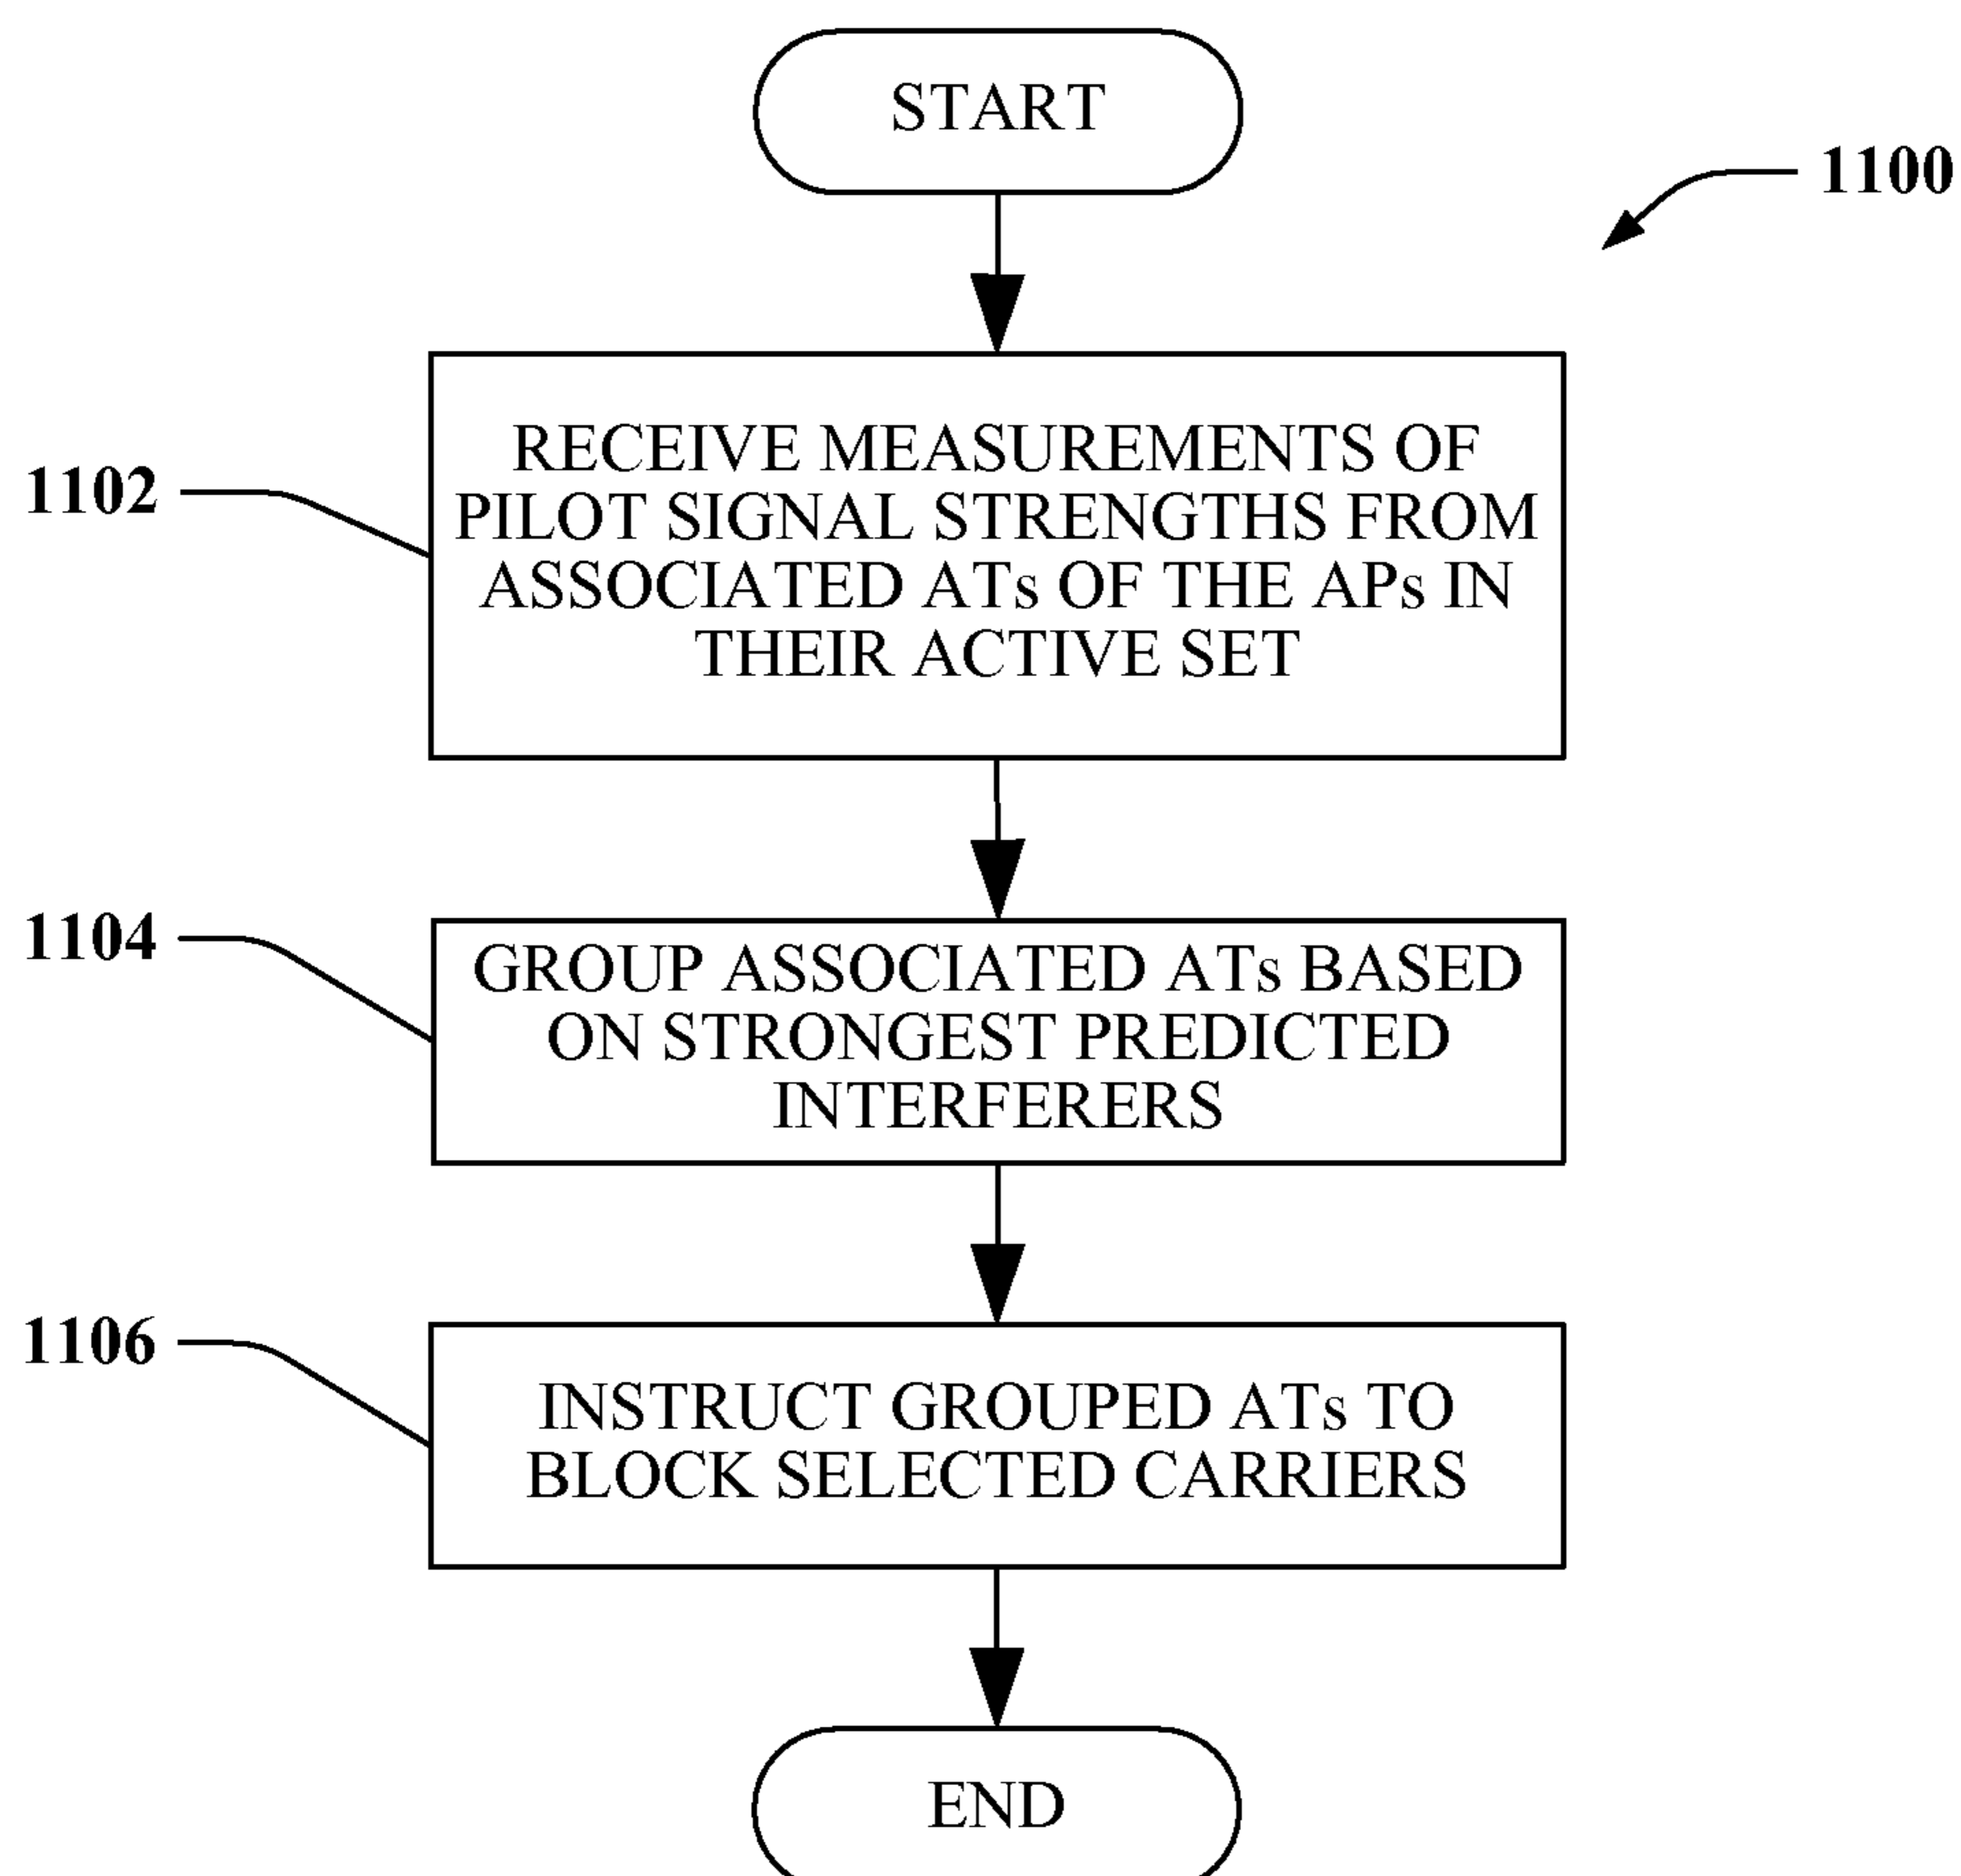 START
1100
RECEIVE MEASUREMENTS OF
PILOT SIGNAL STRENGTHS FROM
ASSOCIATED ATs OF THE APs IN
THEIR ACTIVE SET
1102
GROUP ASSOCIATED ATs BASED
ON STRONGEST PREDICTED
INTERFERERS
1104
INSTRUCT GROUPED ATs TO
BLOCK SELECTED CARRIERS
1106
END